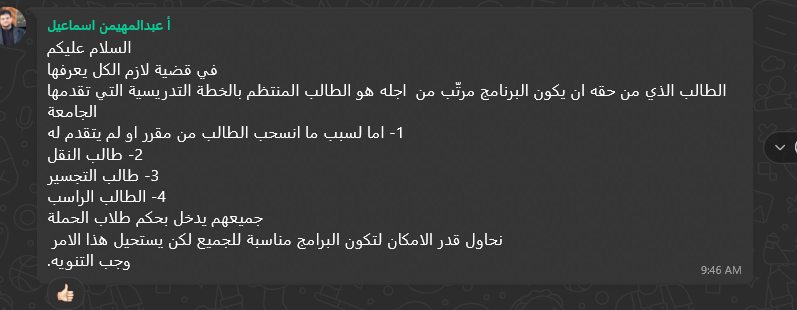 أ عبدالمهيمن اسماعيل
السلام عليكم
في قضية لازم الكل يعرفها
الطالب الذي من حقه ان يكون البرنامج مرتّب من اجله هو الطالب المنتظم بالخطة التدريسية التي تقدمها
الجامعة
1- اما لسبب ما انسحب الطالب من مقرر او لم يتقدم له
2- طالب النقل
3- طالب التجسير
4- الطالب الراسب
جميعهم يدخل بحكم طلاب الحملة
نحاول قدر الامكان لتكون البرامج مناسبة للجميع لكن يستحيل هذا الامر
وجب التنويه.
9:46 AM